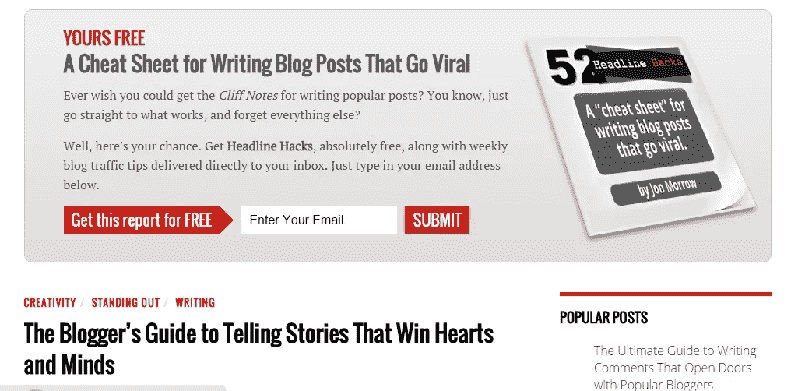 YOURS FREE
A Cheat Sheet for Writing Blog Posts That Go Viral
Ever wish you could get the Cliff Notes for writing popular posts? You know, just
go straight to what works, and forget everything else?
Well, here's your chance. Get Headline Hacks, absolutely free, along with weekly
blog traffic tips delivered directly to your inbox. Just type in your email address
below.
Get this report for FREE
Enter Your Email
SUBMIT
52 Headline Hacks
A "cheat sheet" for
writing blog posts
that go viral.
by Jon Morrow
CREATIVITY / STANDING OUT / WRITING
The Blogger's Guide to Telling Stories That Win Hearts
and Minds
POPULAR POSTS
The Ultimate Guide to Writing
Comments That Open Doors
with Popular Bloggers